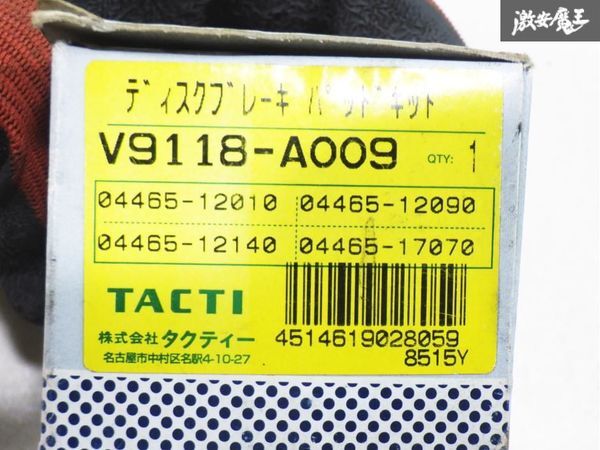 激安魔王
ディスクブレーキ パッドキット
V9118-A009 QTY: 1
04465-12010 04465-12090
04465-12140 04465-17070
TACTI
株式会社 タクティー
名古屋市中村区名駅4-10-27
4514619028059
8515Y